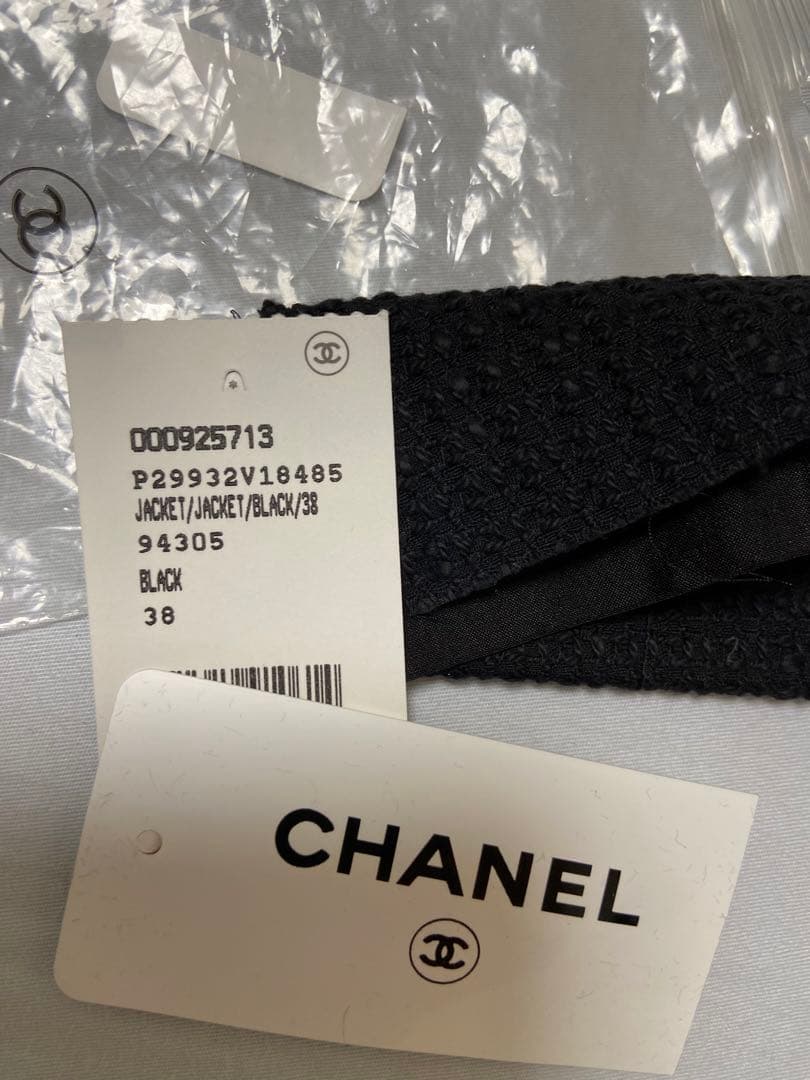 000925713
P29932V18485
JACKET/JACKET/BLACK/38
94305
BLACK
38
CHANEL